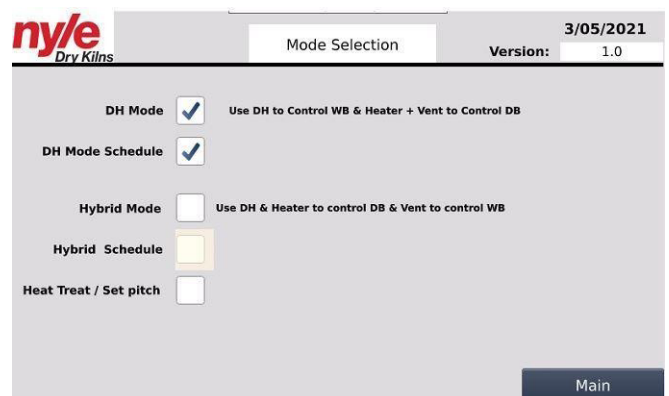 nyle
Dry Kilns
Mode Selection
3/05/2021
Version: 1.0
DH Mode Use DH to Control WB & Heater + Vent to Control DB
DH Mode Schedule
Hybrid Mode Use DH & Heater to control DB & Vent to control WB
Hybrid Schedule
Heat Treat / Set pitch
Main